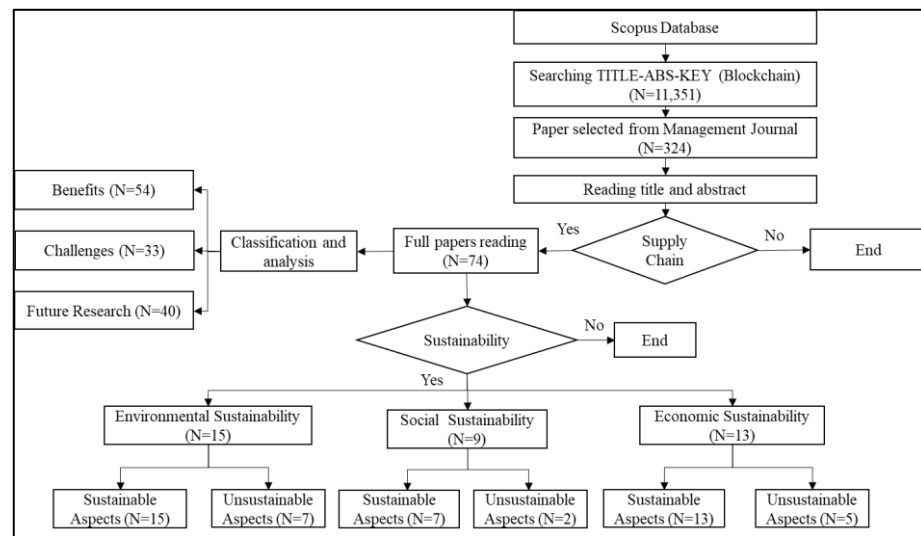 Scopus Database
Searching TITLE-ABS-KEY (Blockchain)
(N=11,351)
Paper selected from Management Journal
(N=324)
Reading title and abstract
Supply
Chain
Yes
No
End
Full papers reading
(N=74)
Classification and
analysis
Benefits (N=54)
Challenges (N=33)
Future Research (N=40)
Sustainability
No
End
Yes
Environmental Sustainability
(N=15)
Social Sustainability
(N=9)
Economic Sustainability
(N=13)
Sustainable
Aspects (N=15)
Unsustainable
Aspects (N=7)
Sustainable
Aspects (N=7)
Unsustainable
Aspects (N=2)
Sustainable
Aspects (N=13)
Unsustainable
Aspects (N=5)